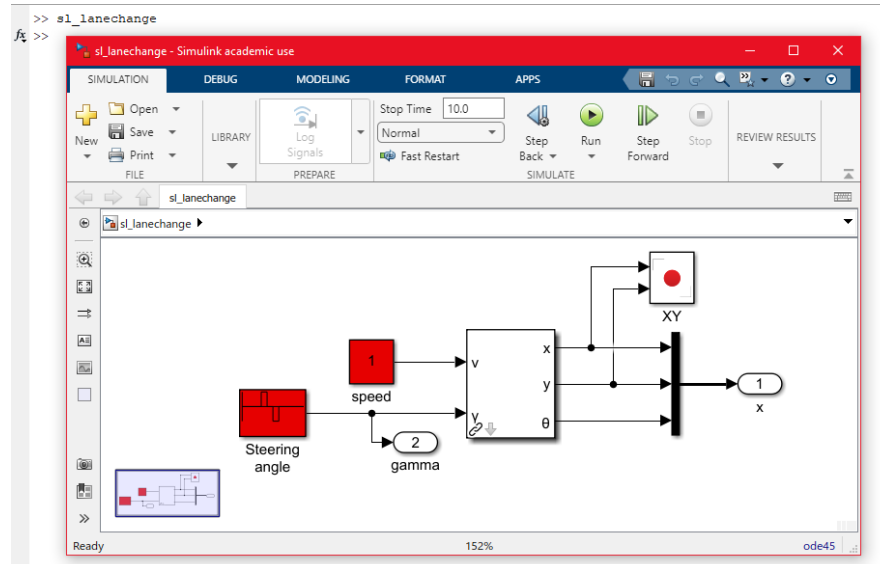 >> sl_lanechange
fx >>
sl_lanechange - Simulink academic use
SIMULATION DEBUG MODELING FORMAT APPS
New
Open
Save
Print
FILE
LIBRARY
Log
Signals
PREPARE
Stop Time 10.0
Normal
Fast Restart
Step
Back
Run
Step
Forward
Stop
SIMULATE
REVIEW RESULTS
sl_lanechange
sl_lanechange
XY
1
speed
v
x
y
θ
γ
Steering
angle
2
gamma
1
x
Ready 152% ode45